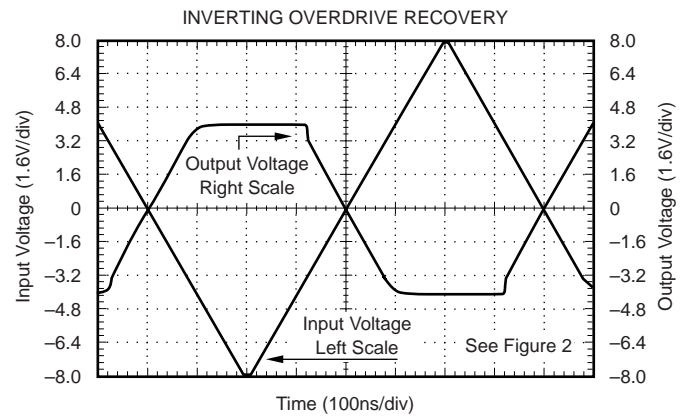 INVERTING OVERDRIVE RECOVERY
8.0
6.4
4.8
3.2
1.6
0
–1.6
–3.2
–4.8
–6.4
–8.0
Input Voltage (1.6V/div)
Output Voltage
Right Scale
Input Voltage
Left Scale
See Figure 2
8.0
6.4
4.8
3.2
1.6
0
–1.6
–3.2
–4.8
–6.4
–8.0
Output Voltage (1.6V/div)
Time (100ns/div)